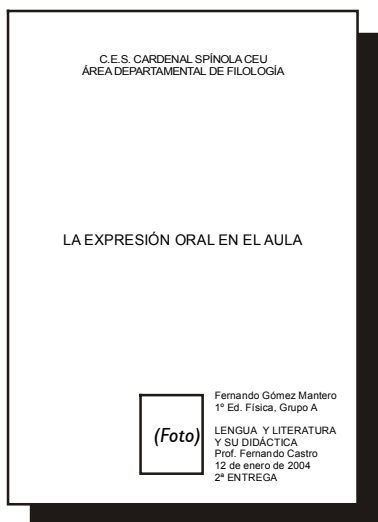 C.E.S. CARDENAL SPÍNOLA CEU
ÁREA DEPARTAMENTAL DE FILOLOGÍA
LA EXPRESIÓN ORAL EN EL AULA
(Foto)
Fernando Gómez Mantero
1º Ed. Física, Grupo A
LENGUA Y LITERATURA
Y SU DIDÁCTICA
Prof. Fernando Castro
12 de enero de 2004
2ª ENTREGA